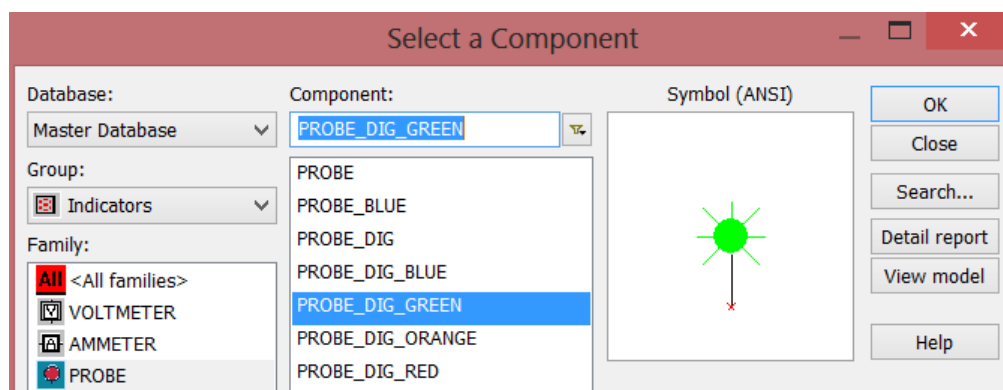 Select a Component
Database:
Master Database
Group:
Indicators
Family:
All <All families>
VOLTMETER
A AMMETER
PROBE
Component:
PROBE_DIG_GREEN
PROBE
PROBE_BLUE
PROBE_DIG
PROBE_DIG_BLUE
PROBE_DIG_GREEN
PROBE_DIG_ORANGE
PROBE_DIG_RED
Symbol (ANSI)
OK
Close
Search...
Detail report
View model
Help